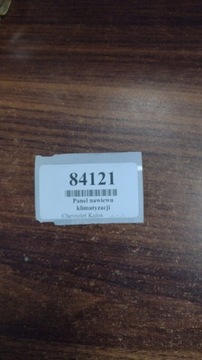 84121
Panel nawiewu
klimatyzacji
Chevrolet Kalos